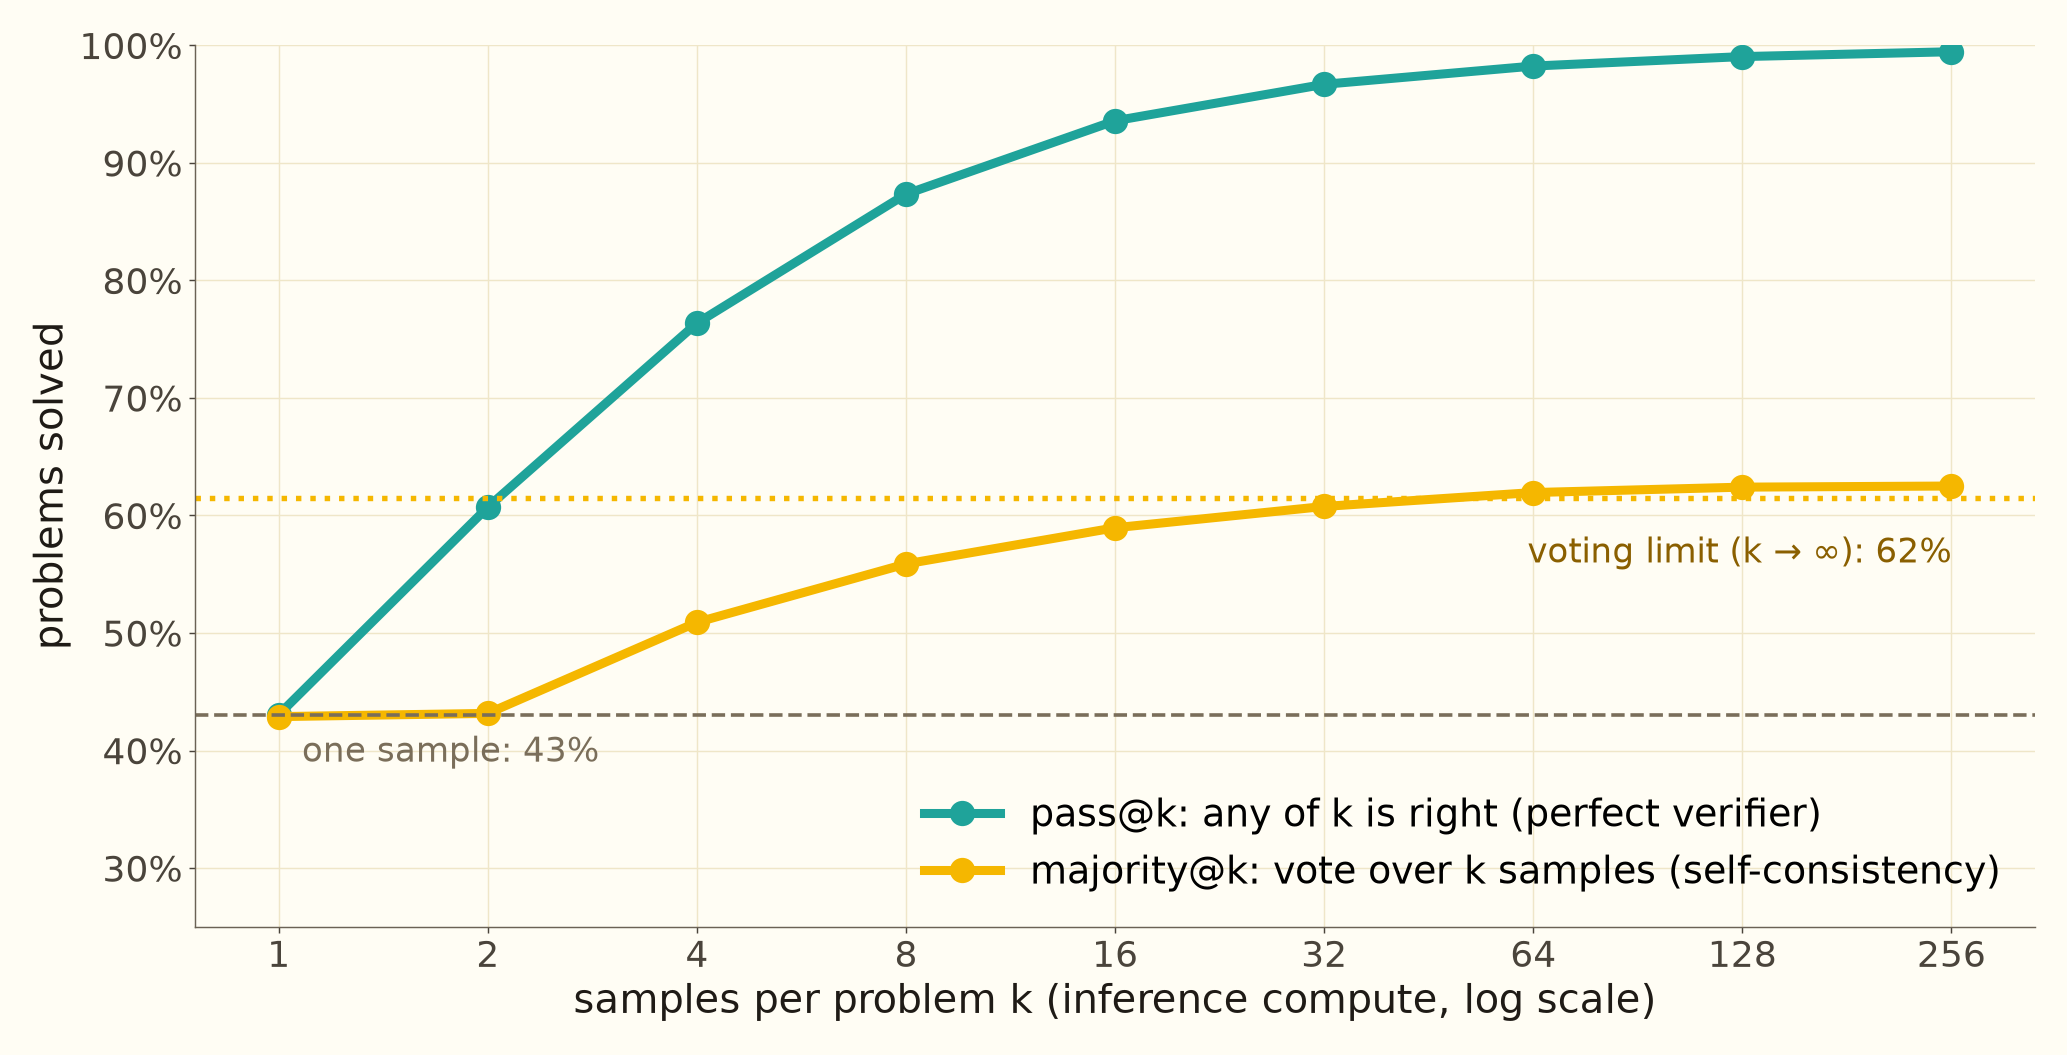 100%
90%
80%
70%
60%
50%
40%
30%
problems solved
voting limit (k → ∞): 62%
one sample: 43%
pass@k: any of k is right (perfect verifier)
majority@k: vote over k samples (self-consistency)
1 2 4 8 16 32 64 128 256
samples per problem k (inference compute, log scale)